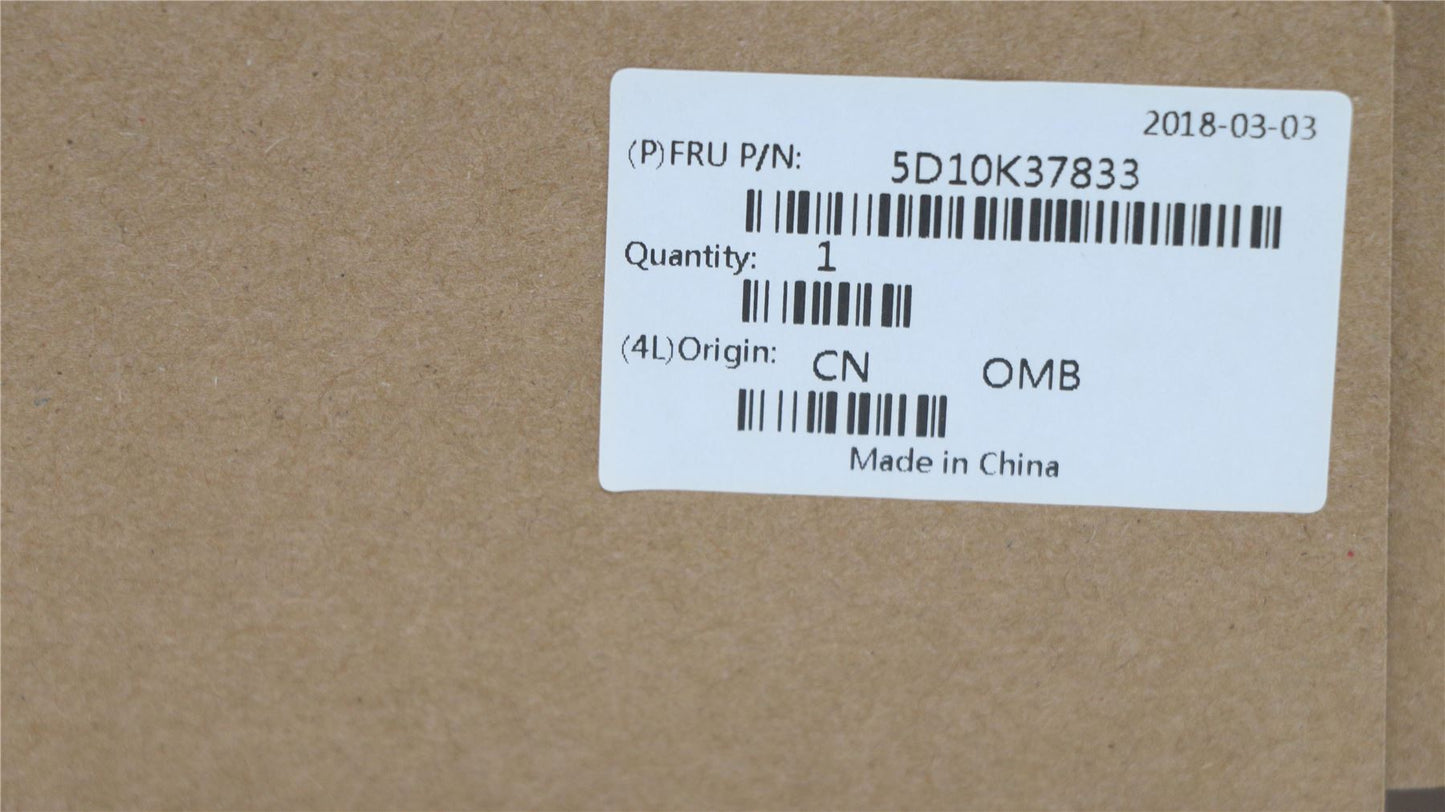 2018-03-03
(P)FRU P/N: 5D10K37833
Quantity: 1
(4L)Origin: CN OMB
Made in China